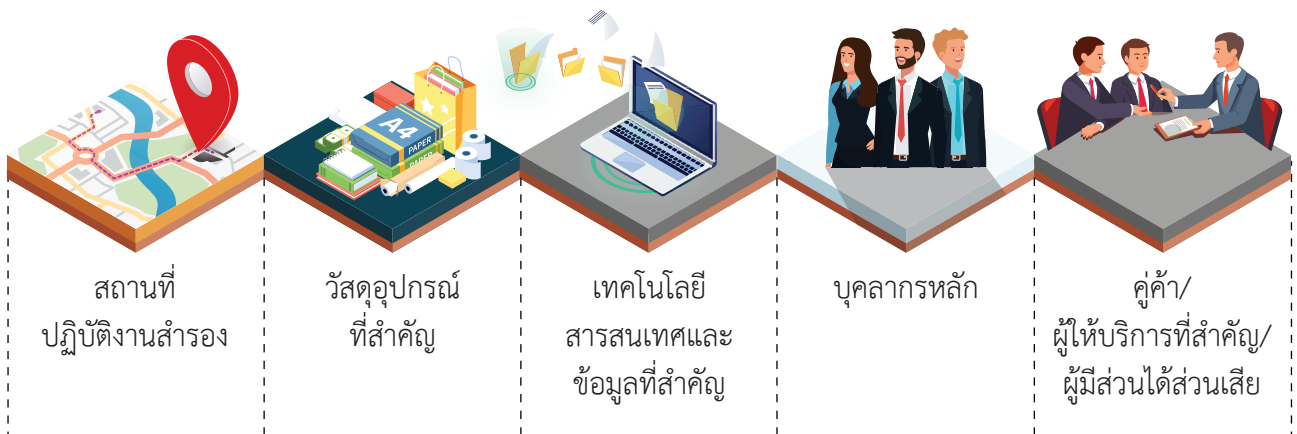 A4
PAPER
PAPER
สถานที่
ปฏิบัติงานสำรอง
วัสดุอุปกรณ์
ที่สำคัญ
เทคโนโลยี
สารสนเทศและ
ข้อมูลที่สำคัญ
บุคลากรหลัก
คู่ค้า/
ผู้ให้บริการที่สำคัญ/
ผู้มีส่วนได้ส่วนเสีย